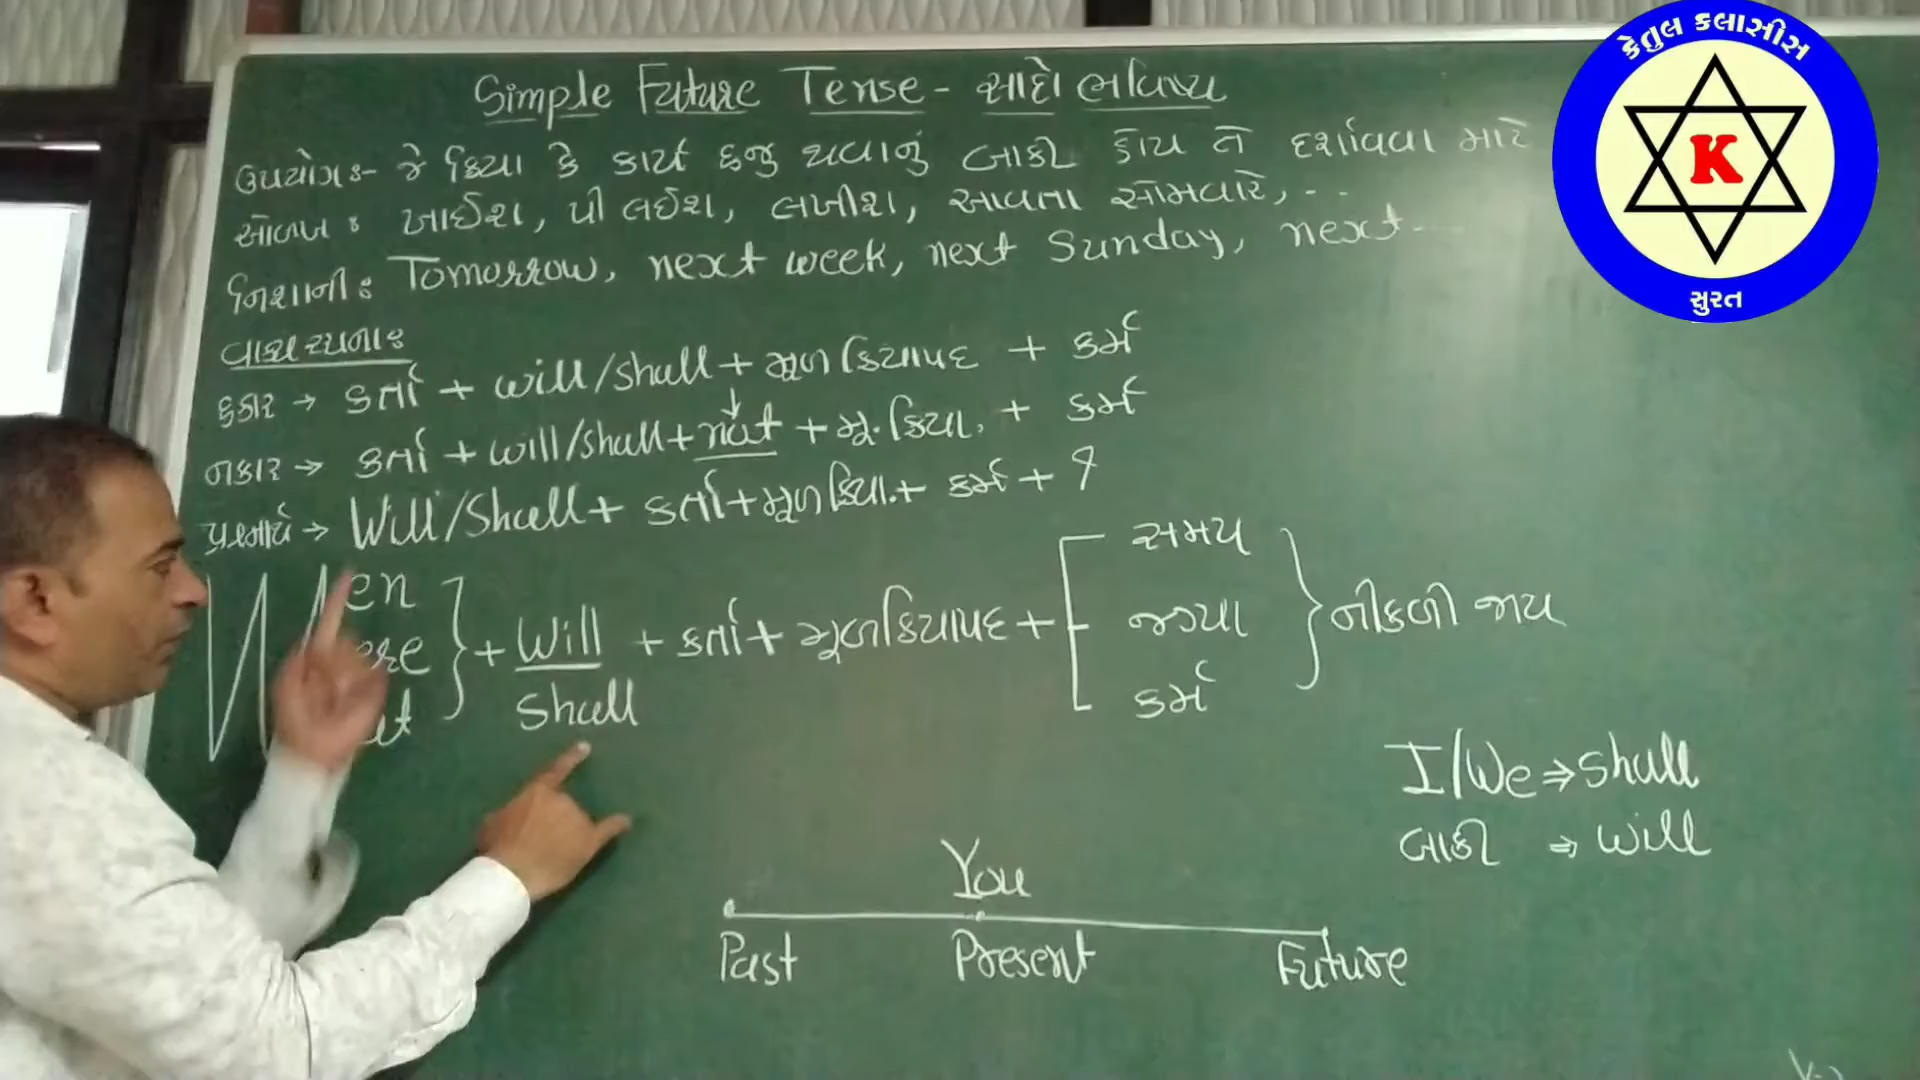 Simple Future Tense - સાદો ભવિષ્ય
ઉપયોગઃ- જે ક્રિયા કે કાર્ય હજુ થવાનું બાકી હોય તે દર્શાવવા માટે
ઓળખઃ ખાઈશ, પી લઈશ, લખીશ, આવતા સોમવારે, ..
નિશાનીઃ Tomorrow, next week, next Sunday, next...
વાક્ય રચનાઃ
હકાર → કર્તા + will/shall + મૂળ ક્રિયાપદ + કર્મ
નકાર → કર્તા + will/shall + not + મૂ. ક્રિયા. + કર્મ
પ્રશ્નાર્થ → Will/Shall + કર્તા + મૂળ ક્રિયા. + કર્મ + ?
W en ere at } + Will Shall + કર્તા + મૂળ ક્રિયાપદ + [ સમય જગ્યા કર્મ } નીકળી જાય
I/We ⇒ shall
બાકી ⇒ will
You
Past Present Future
કેતુલ ક્લાસીસ
K
સુરત